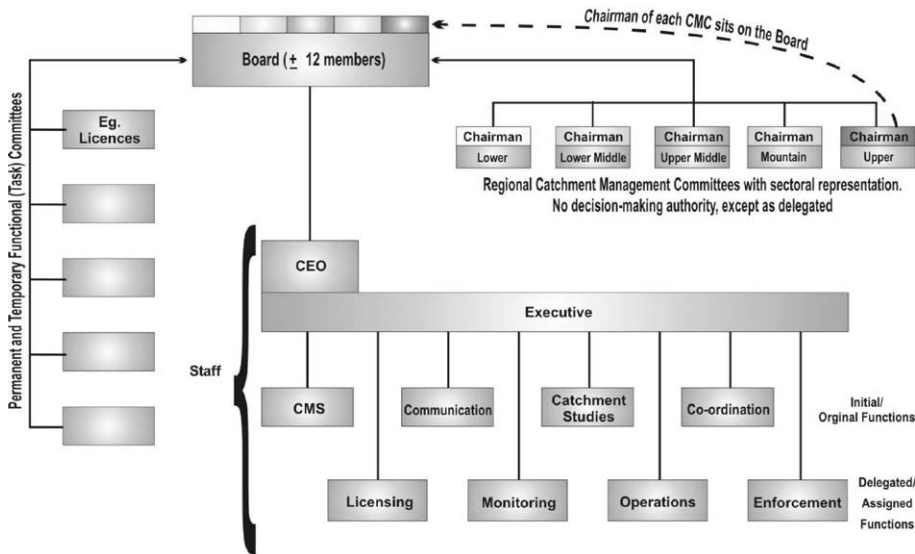 Chairman of each CMC sits on the Board
Board (± 12 members)
Permanent and Temporary Functional (Task) Committees
Eg.
Licences
Chairman
Lower
Chairman
Lower Middle
Chairman
Upper Middle
Chairman
Mountain
Chairman
Upper
Regional Catchment Management Committees with sectoral representation.
No decision-making authority, except as delegated
CEO
Executive
Staff
CMS
Communication
Catchment
Studies
Co-ordination
Initial/
Orginal Functions
Licensing
Monitoring
Operations
Enforcement
Delegated/
Assigned
Functions